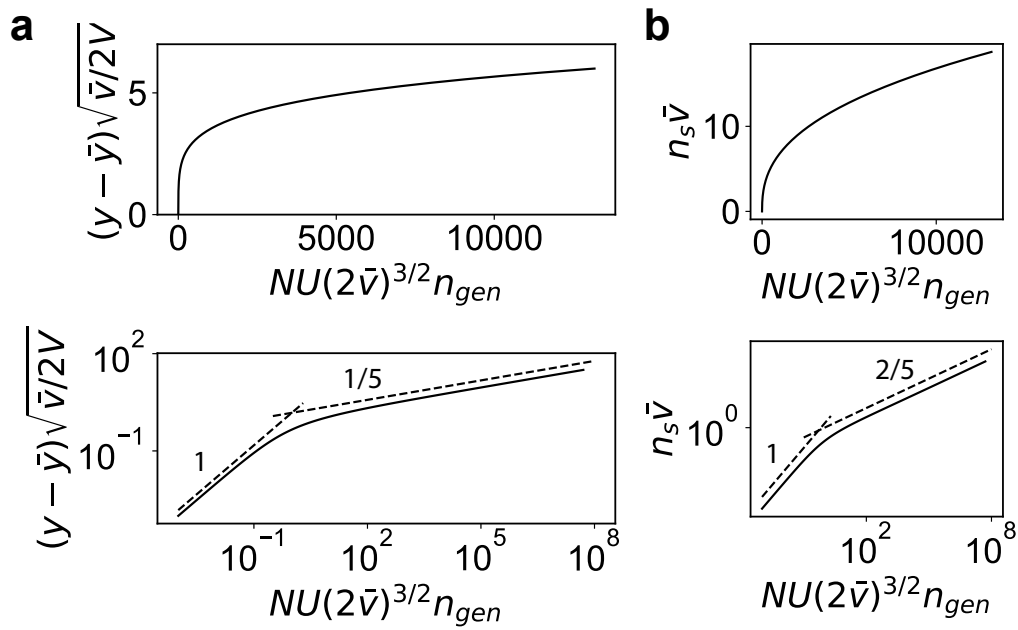 a
(y − ȳ)√v̄/2V
5
0
0 5000 10000
NU(2v̄)^{3/2}n_{gen}
b
n_s v̄
10
0
0 10000
NU(2v̄)^{3/2}n_{gen}
(y − ȳ)√v̄/2V
10^2
10^{−1}
1
1/5
10^{−1} 10^2 10^5 10^8
NU(2v̄)^{3/2}n_{gen}
n_s v̄
10^0
1
2/5
10^2 10^8
NU(2v̄)^{3/2}n_{gen}